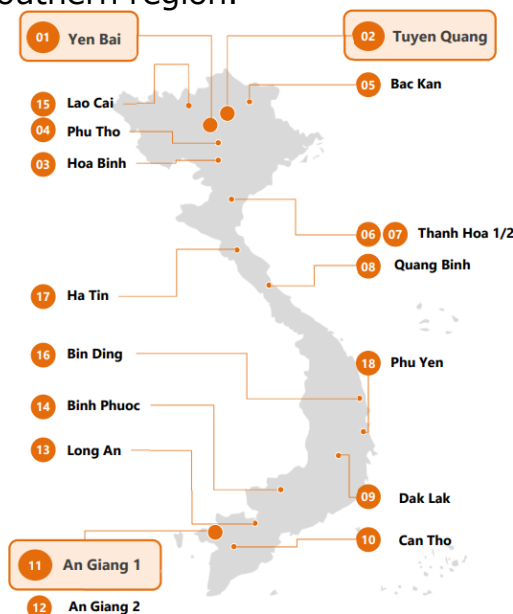 outhern region.
01 Yen Bai
02 Tuyen Quang
05 Bac Kan
15 Lao Cai
04 Phu Tho
03 Hoa Binh
06 07 Thanh Hoa 1/2
08 Quang Binh
17 Ha Tin
16 Bin Ding
18 Phu Yen
14 Binh Phuoc
13 Long An
09 Dak Lak
10 Can Tho
11 An Giang 1
12 An Giang 2